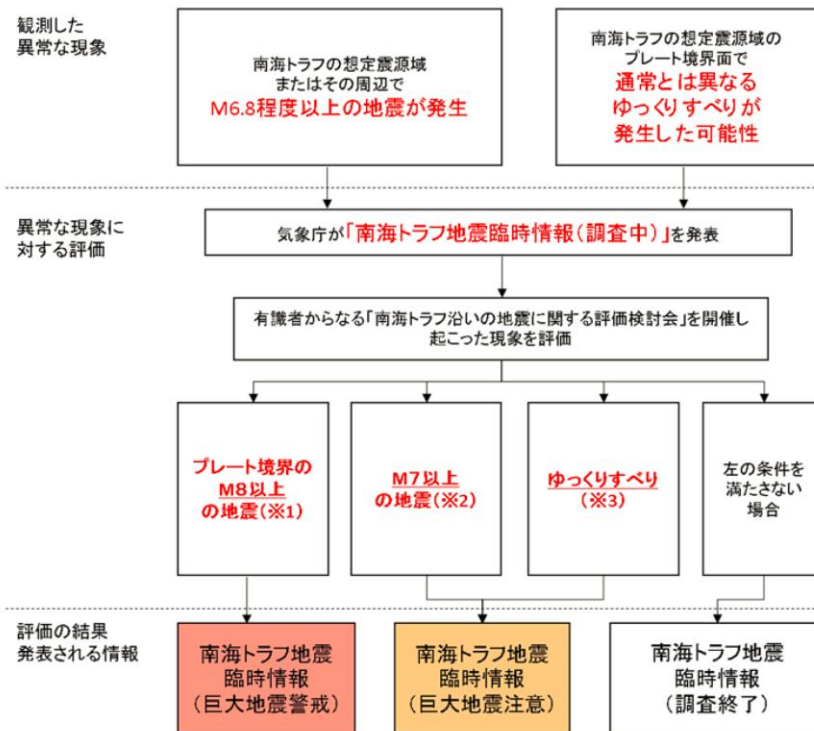 観測した
異常な現象
南海トラフの想定震源域
またはその周辺で
M6.8程度以上の地震が発生
南海トラフの想定震源域の
プレート境界面で
通常とは異なる
ゆっくりすべりが
発生した可能性
異常な現象に
対する評価
気象庁が「南海トラフ地震臨時情報(調査中)」を発表
有識者からなる「南海トラフ沿いの地震に関する評価検討会」を開催し
起こった現象を評価
プレート境界の
M8以上
の地震(※1)
M7以上
の地震(※2)
ゆっくりすべり
(※3)
左の条件を
満たさない
場合
評価の結果
発表される情報
南海トラフ地震
臨時情報
(巨大地震警戒)
南海トラフ地震
臨時情報
(巨大地震注意)
南海トラフ地震
臨時情報
(調査終了)